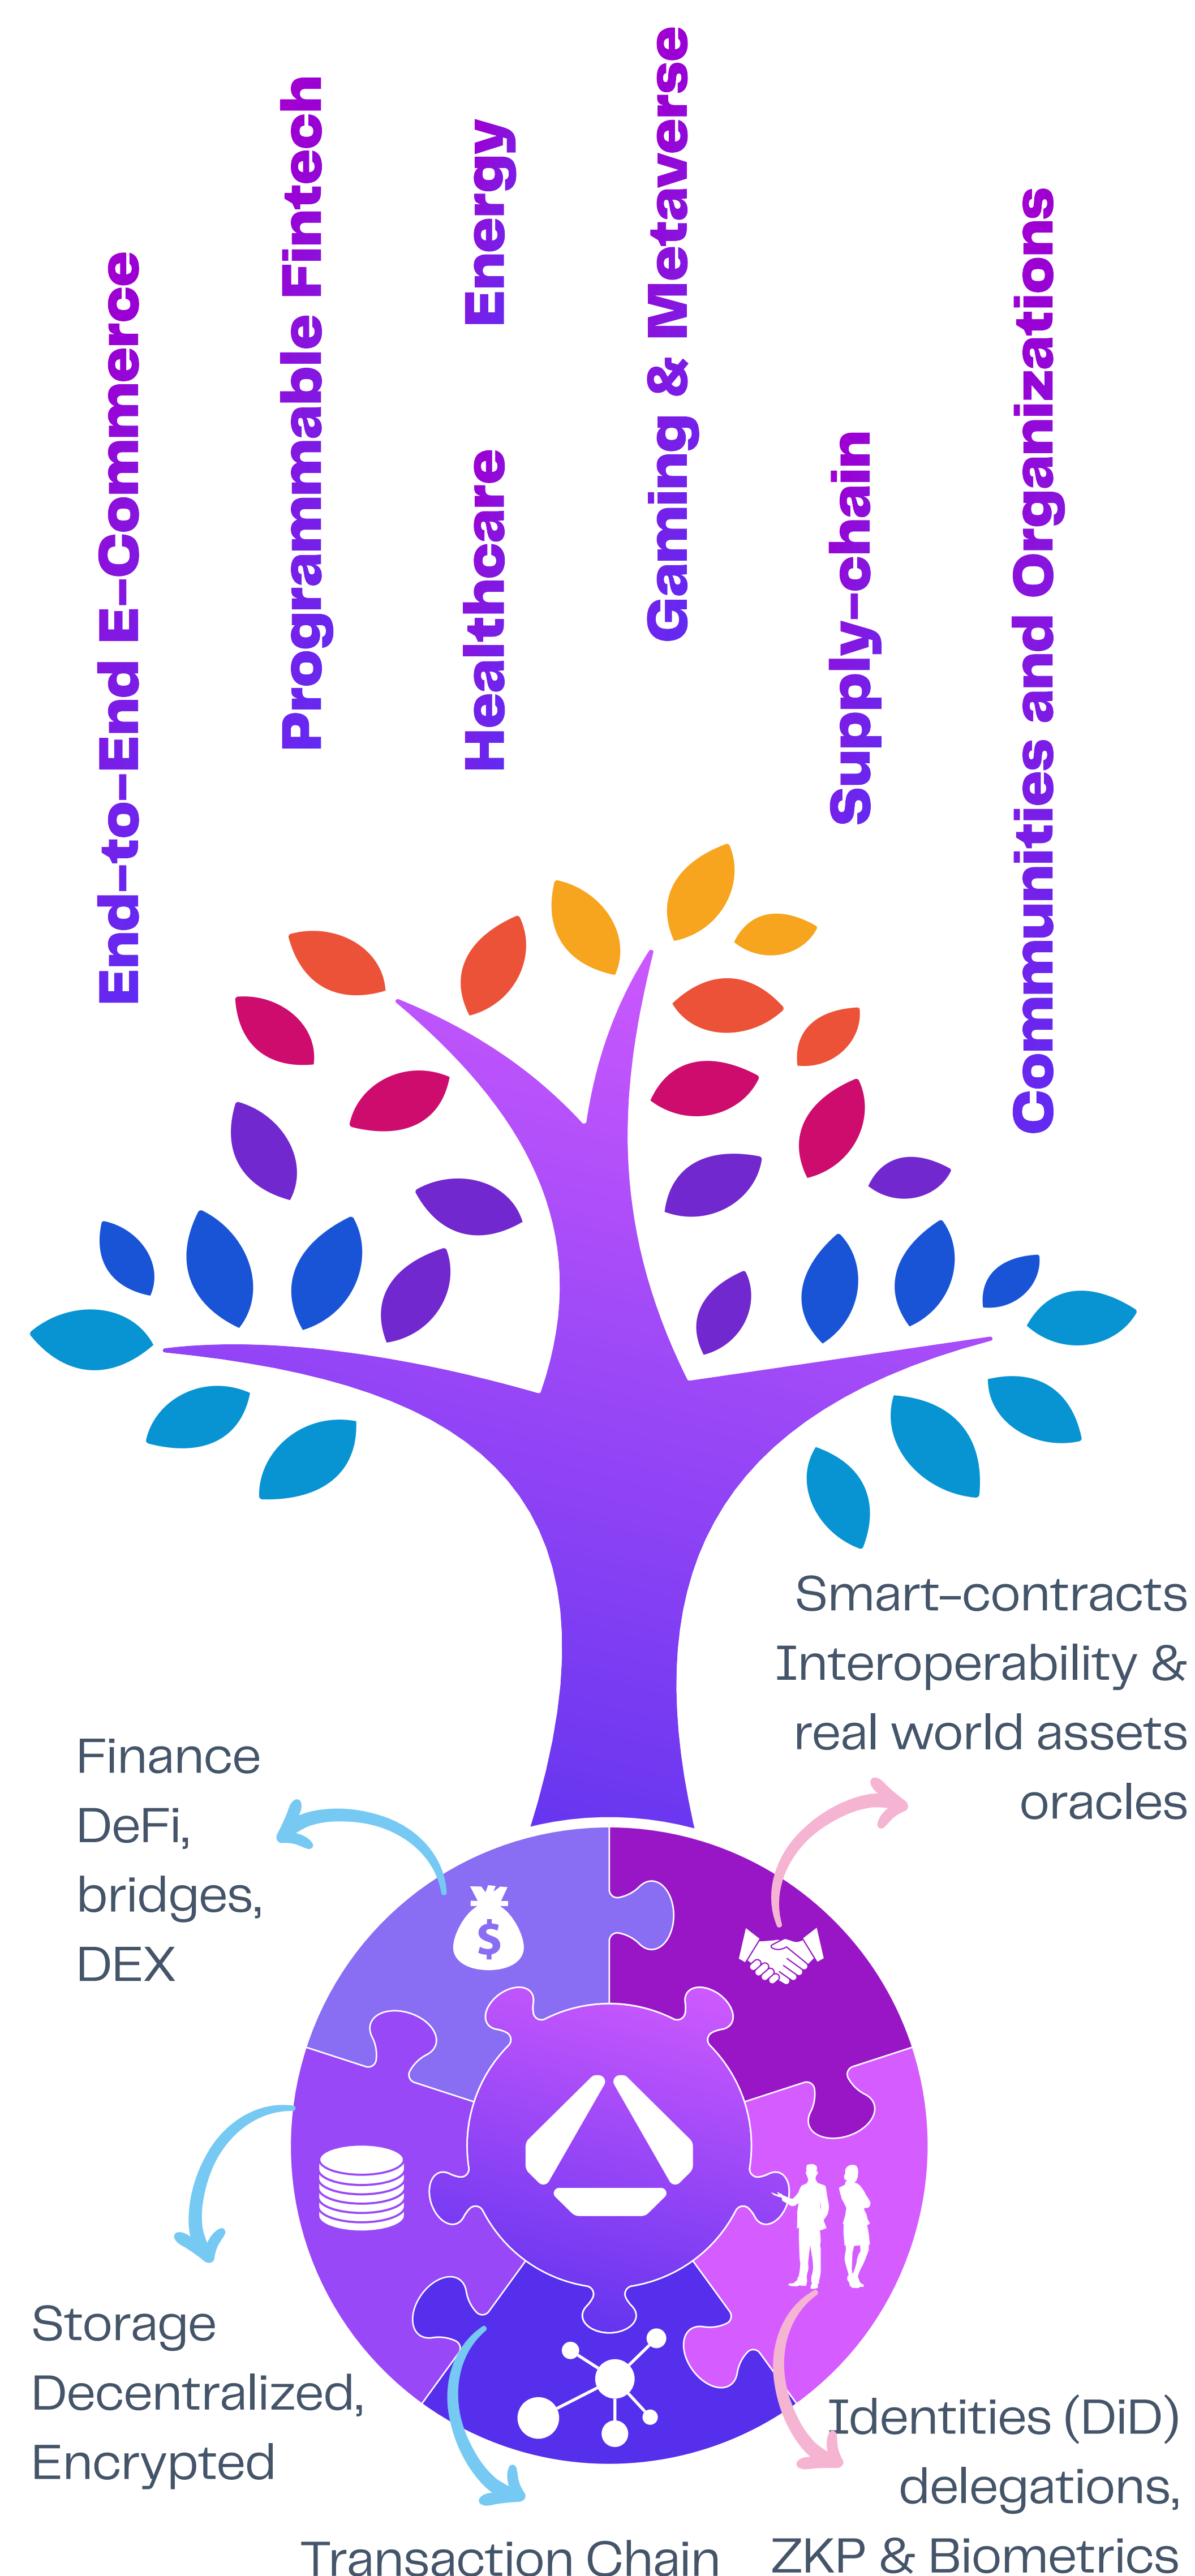 End-to-End E-Commerce
Programmable Fintech
Healthcare
Energy
Gaming & Metaverse
Supply-chain
Communities and Organizations
Smart-contracts
Interoperability &
real world assets
oracles
Finance
DeFi,
bridges,
DEX
$
Storage
Decentralized,
Encrypted
Identities (DiD)
delegations,
ZKP & Biometrics
Transaction Chain